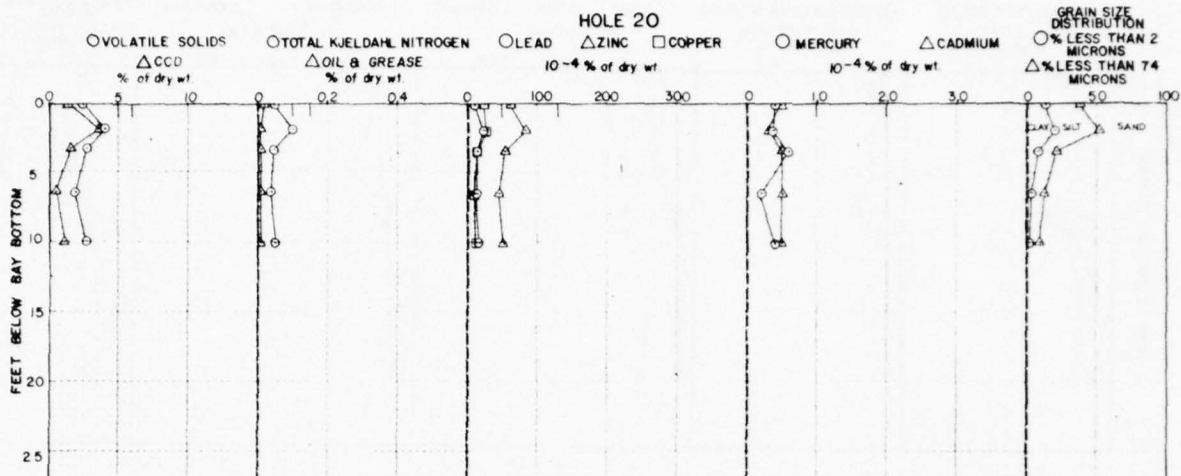 HOLE 20
○ VOLATILE SOLIDS
△ CCD
% of dry wt.
○ TOTAL KJELDAHL NITROGEN
△ OIL & GREASE
% of dry wt.
○ LEAD △ ZINC □ COPPER
10-4 % of dry wt.
○ MERCURY △ CADMIUM
10-4 % of dry wt.
GRAIN SIZE
DISTRIBUTION
○ % LESS THAN 2
MICRONS
△ % LESS THAN 74
MICRONS
0 5 10
0 0.2 0.4
0 100 200 300
0 1.0 2.0 3.0
0 50 100
CLAY SILT SAND
FEET BELOW BAY BOTTOM
0
5
10
15
20
25